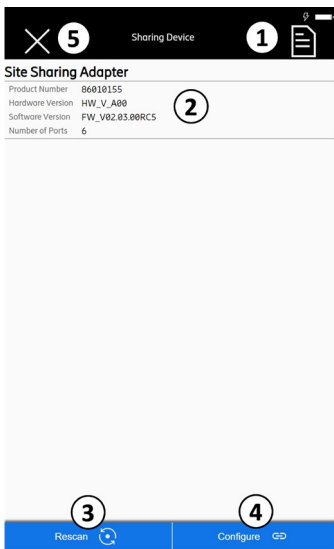 5
Sharing Device
1
Site Sharing Adapter
Product Number 86010155
Hardware Version HW_V_A00
2
Software Version FW_V02.03.00RC5
Number of Ports 6
3
4
Rescan
Configure